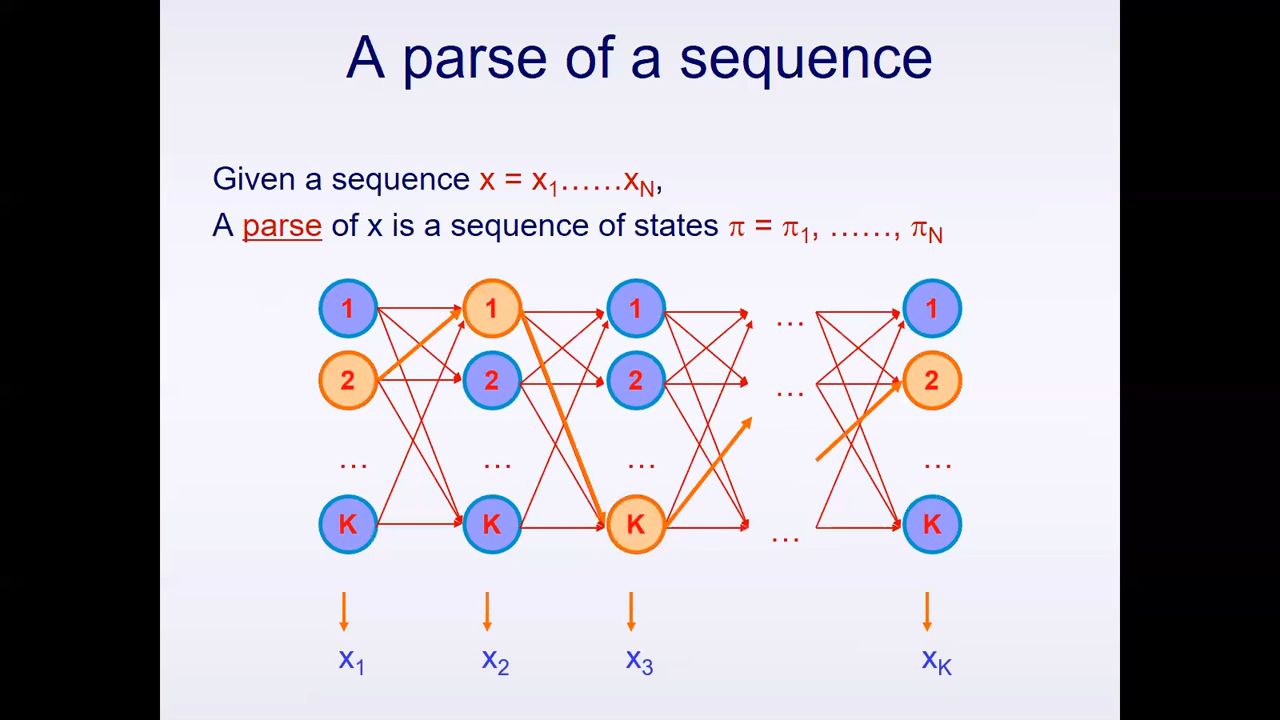 A parse of a sequence
Given a sequence x = x1……xN,
A parse of x is a sequence of states π = π1, ……, πN
1 1 1 … 1
2 2 2 … 2
… … … …
K K K … K
x1 x2 x3 xK